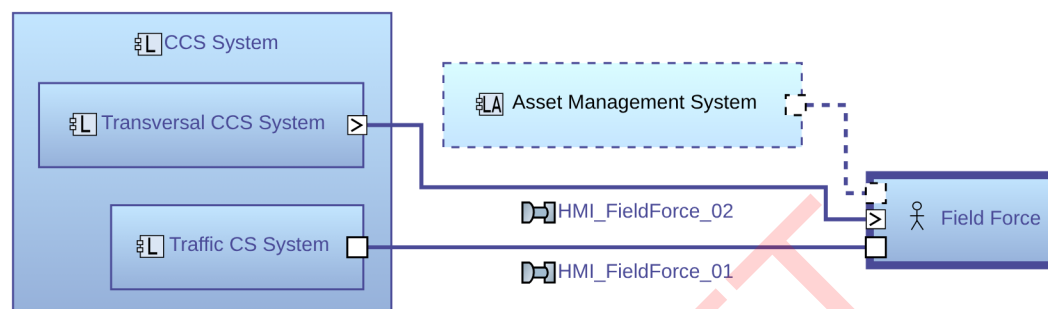 CCS System
Transversal CCS System
Traffic CS System
Asset Management System
HMI_FieldForce_02
HMI_FieldForce_01
Field Force